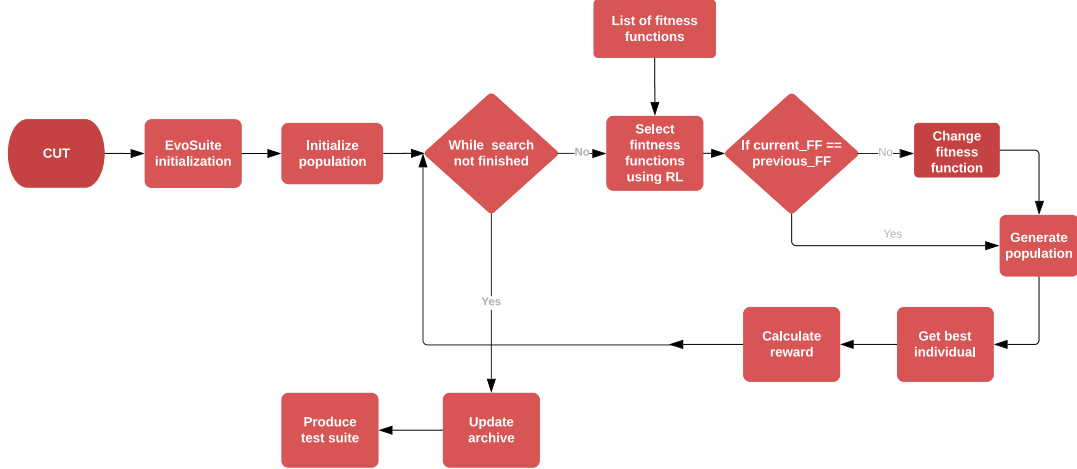 List of fitness
functions
CUT
EvoSuite
initialization
Initialize
population
While search
not finished
No
Select
fintness
functions
using RL
If current_FF ==
previous_FF
No
Change
fitness
function
Yes
Generate
population
Yes
Calculate
reward
Get best
individual
Produce
test suite
Update
archive